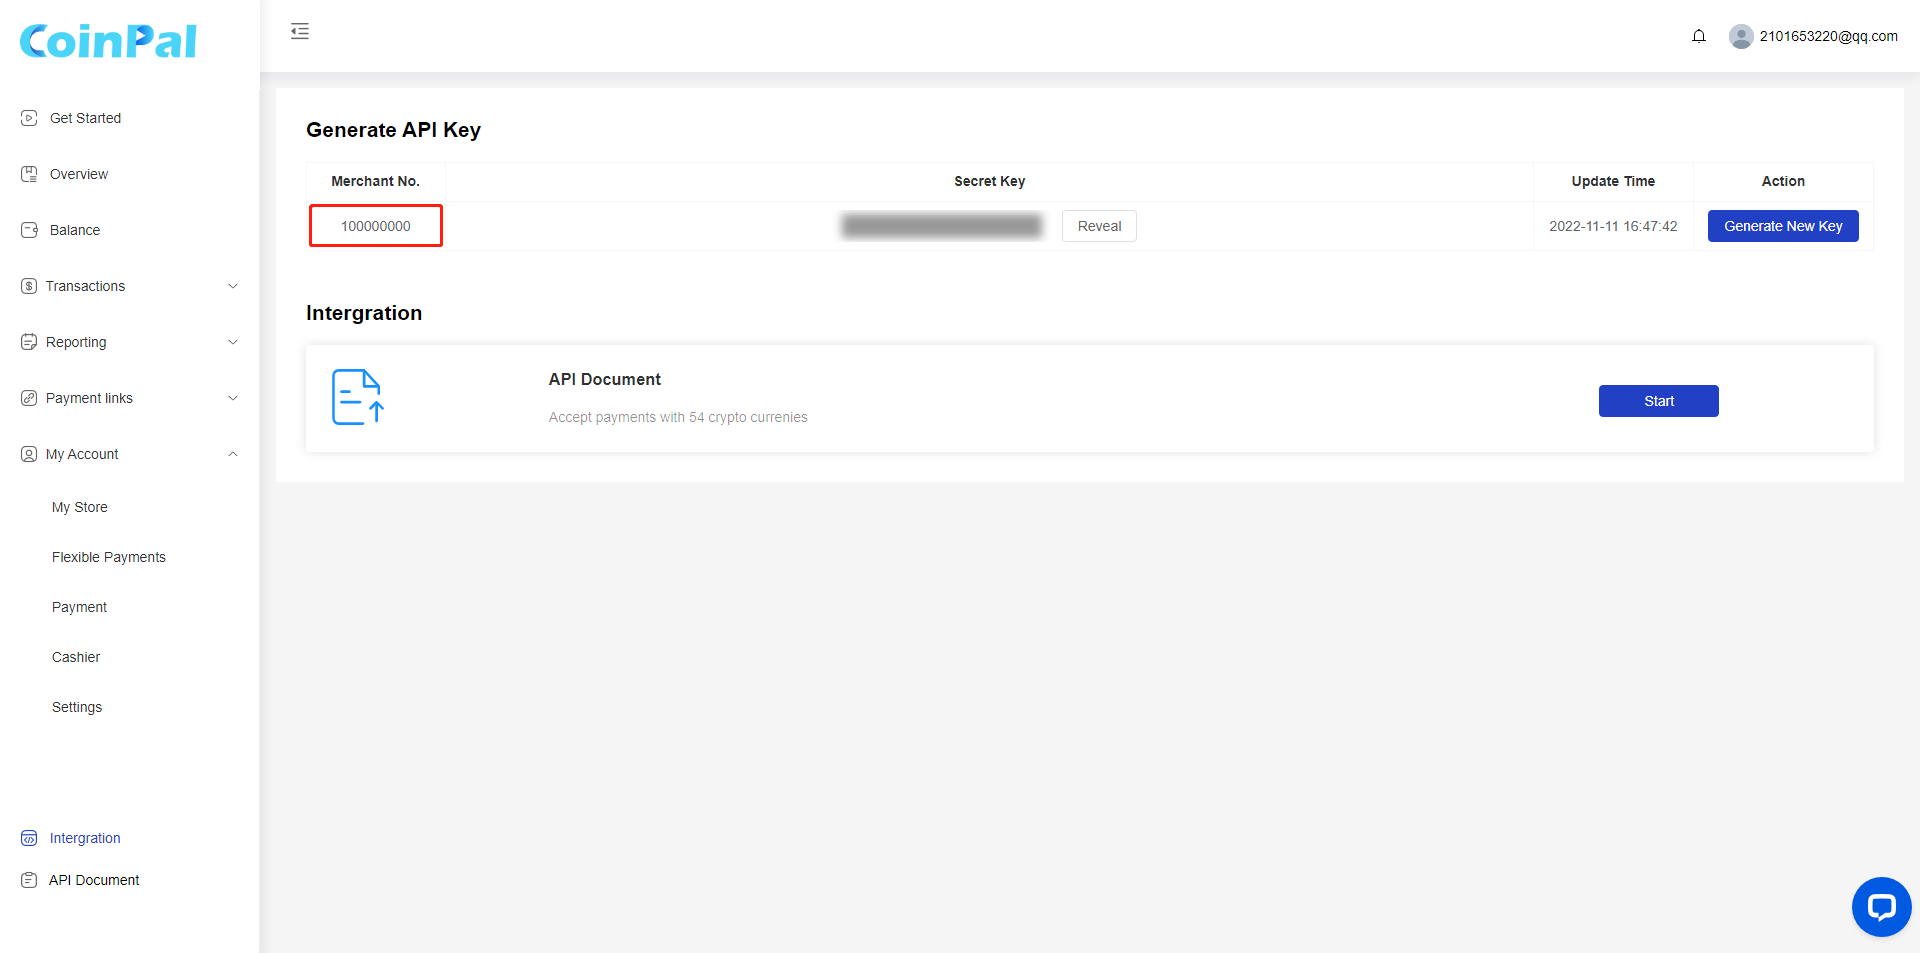 CoinPal
2101653220@qq.com
Get Started
Overview
Balance
Transactions
Reporting
Payment links
My Account
My Store
Flexible Payments
Payment
Cashier
Settings
Intergration
API Document
Generate API Key
Merchant No.
Secret Key
Update Time
Action
100000000
Reveal
2022-11-11 16:47:42
Generate New Key
Intergration
API Document
Accept payments with 54 crypto currenies
Start